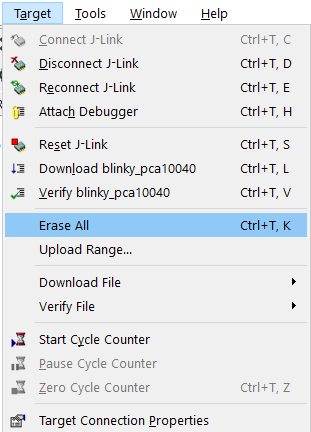 Target Tools Window Help
Connect J-Link Ctrl+T, C
Disconnect J-Link Ctrl+T, D
Reconnect J-Link Ctrl+T, E
Attach Debugger Ctrl+T, H
Reset J-Link Ctrl+T, S
Download blinky_pca10040 Ctrl+T, L
Verify blinky_pca10040 Ctrl+T, V
Erase All Ctrl+T, K
Upload Range...
Download File
Verify File
Start Cycle Counter
Pause Cycle Counter
Zero Cycle Counter Ctrl+T, Z
Target Connection Properties